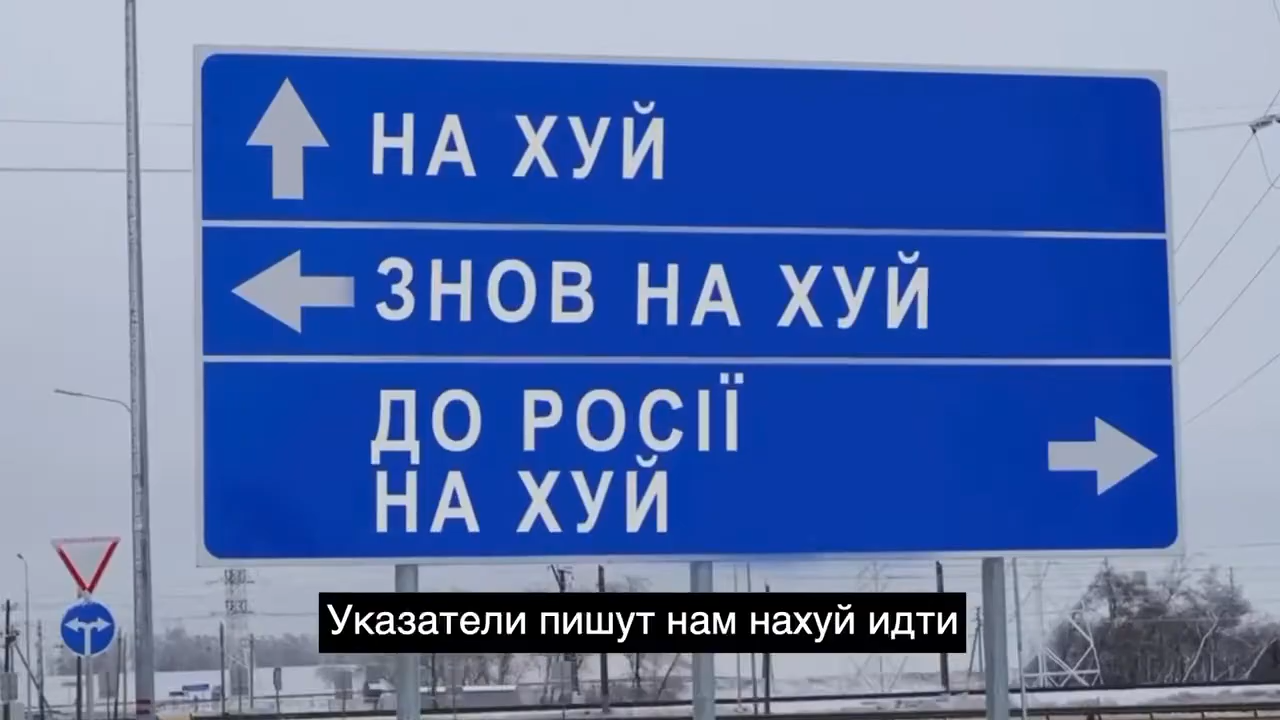 НА ХУЙ
ЗНОВ НА ХУЙ
ДО РОСІЇ
НА ХУЙ
Указатели пишут нам нахуй идти